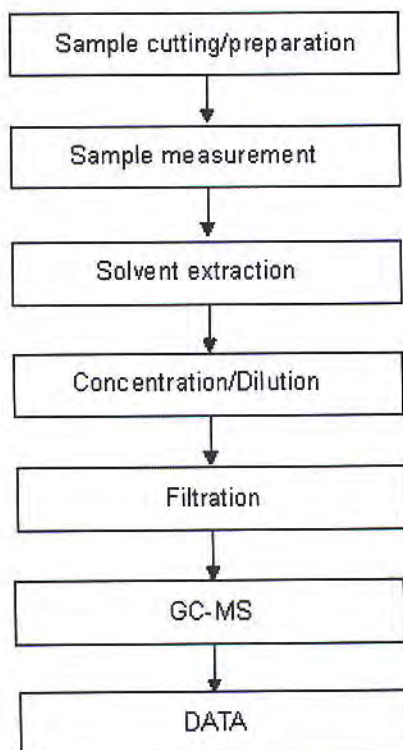 Sample cutting/preparation
Sample measurement
Solvent extraction
Concentration/Dilution
Filtration
GC-MS
DATA